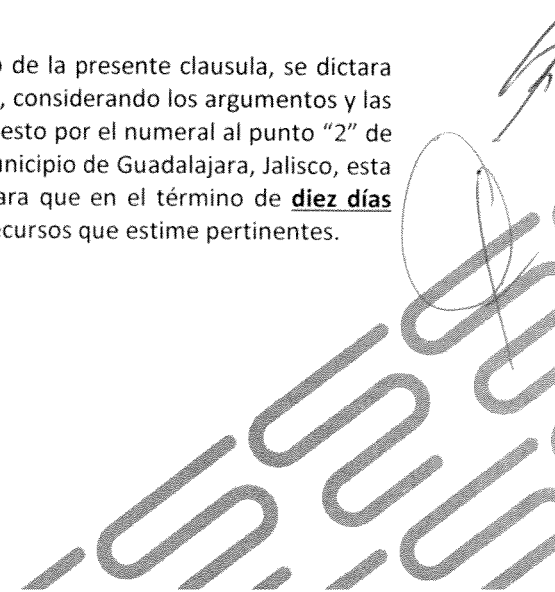 de la presente clausula, se dictara
, considerando los argumentos y las
esto por el numeral al punto “2” de
unicipio de Guadalajara, Jalisco, esta
ara que en el término de diez días
ecursos que estime pertinentes.